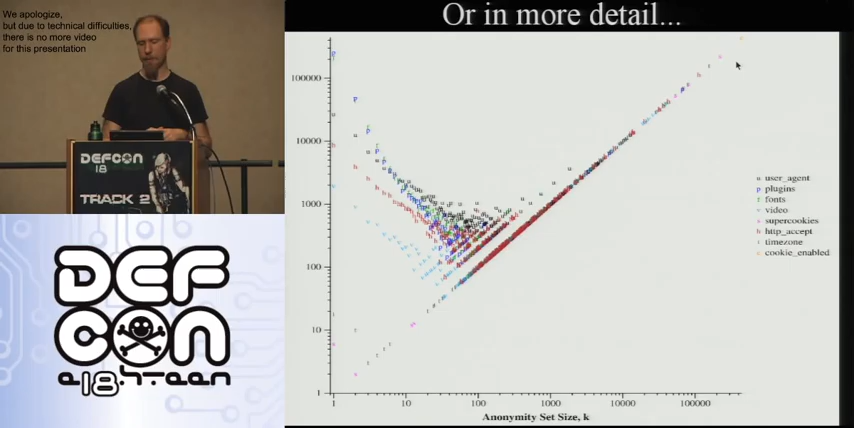 We apologize,
but due to technical difficulties,
there is no more video
for this presentation
DEFCON
18
TRACK 2
DEF
CON
Or in more detail...
100000
10000
1000
100
10
1
1
10
100
1000
10000
100000
Anonymity Set Size, k
u user_agent
p plugins
f fonts
v video
s supercookies
h http_accept
t timezone
c cookie_enabled